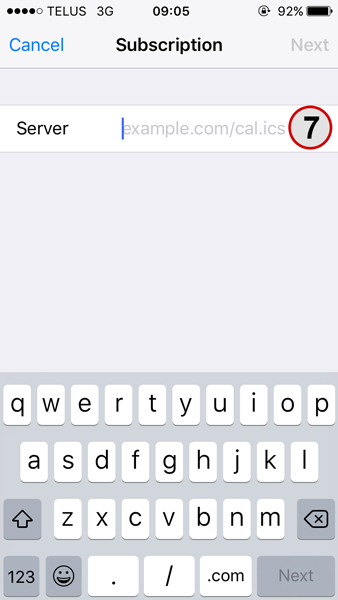 TELUS 3G 09:05 92%
Cancel Subscription Next
Server example.com/cal.ics 7
q w e r t y u i o p
a s d f g h j k l
z x c v b n m
123 . / .com Next